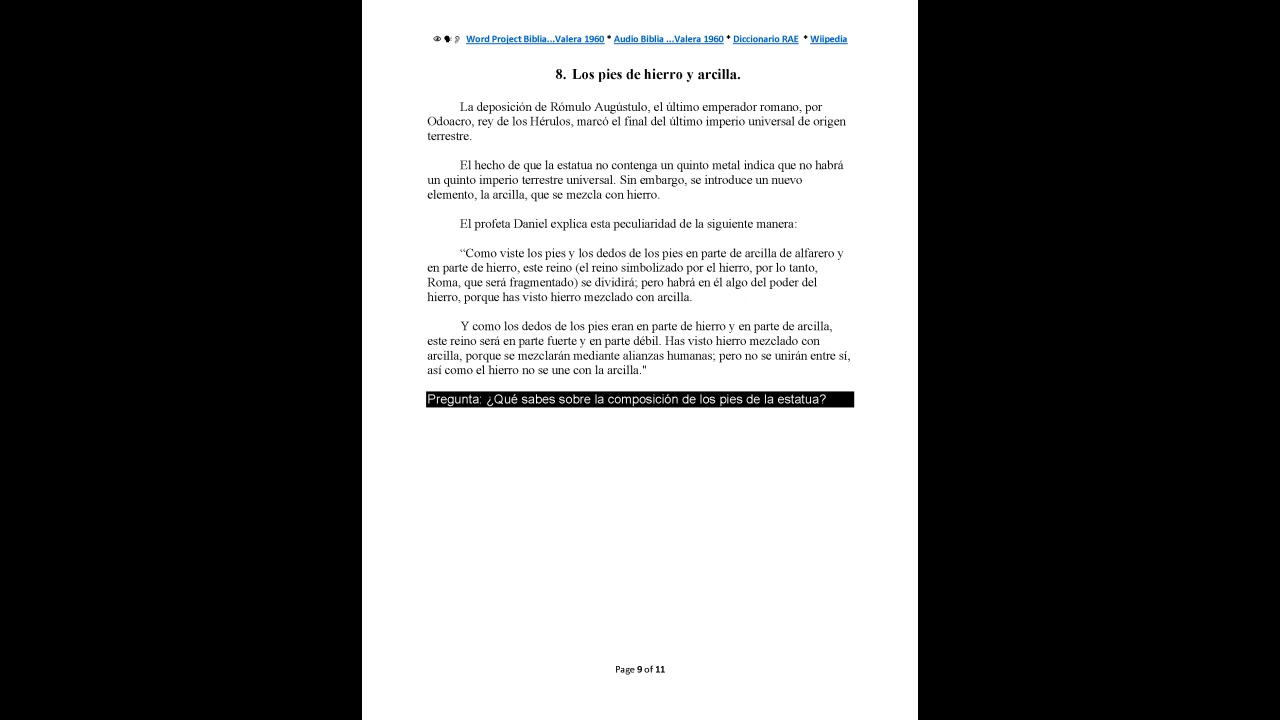 Word Project Biblia...Valera 1960 * Audio Biblia ...Valera 1960 * Diccionario RAE * Wiipedia
8. Los pies de hierro y arcilla.
La deposición de Rómulo Augústulo, el último emperador romano, por
Odoacro, rey de los Hérulos, marcó el final del último imperio universal de origen
terrestre.
El hecho de que la estatua no contenga un quinto metal indica que no habrá
un quinto imperio terrestre universal. Sin embargo, se introduce un nuevo
elemento, la arcilla, que se mezcla con hierro.
El profeta Daniel explica esta peculiaridad de la siguiente manera:
“Como viste los pies y los dedos de los pies en parte de arcilla de alfarero y
en parte de hierro, este reino (el reino simbolizado por el hierro, por lo tanto,
Roma, que será fragmentado) se dividirá; pero habrá en él algo del poder del
hierro, porque has visto hierro mezclado con arcilla.
Y como los dedos de los pies eran en parte de hierro y en parte de arcilla,
este reino será en parte fuerte y en parte débil. Has visto hierro mezclado con
arcilla, porque se mezclarán mediante alianzas humanas; pero no se unirán entre sí,
así como el hierro no se une con la arcilla."
Pregunta: ¿Qué sabes sobre la composición de los pies de la estatua?
Page 9 of 11